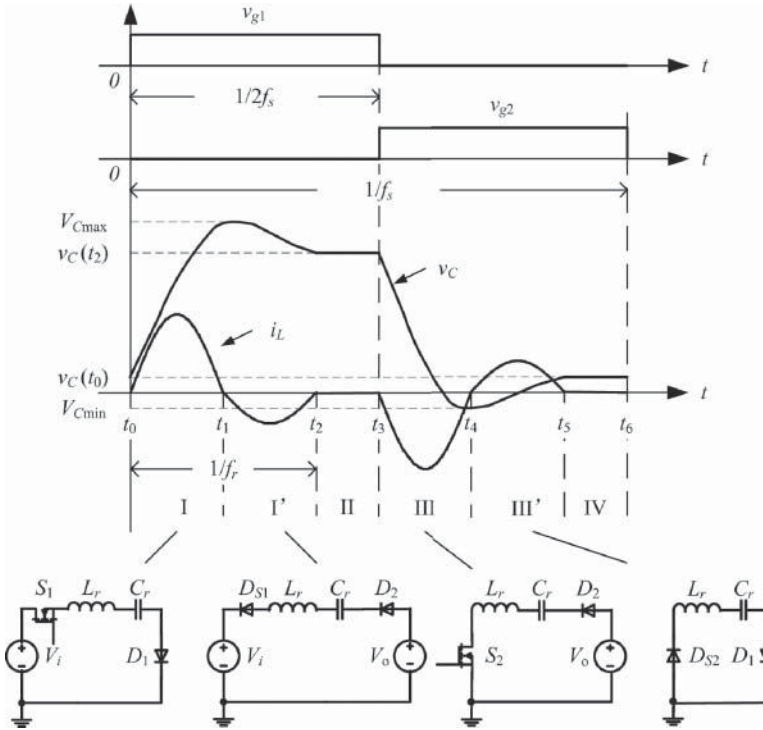 v_g1
t
0
1/2f_s
v_g2
t
0
1/f_s
V_Cmax
v_C(t_2)
v_C
i_L
v_C(t_0)
V_Cmin
t
t_0 t_1 t_2 t_3 t_4 t_5 t_6
1/f_r
I I' II III III' IV
S_1 L_r C_r D_S1 L_r C_r D_2 L_r C_r D_2 L_r C_r
V_i D_1 V_i V_o S_2 V_o D_S2 D_1